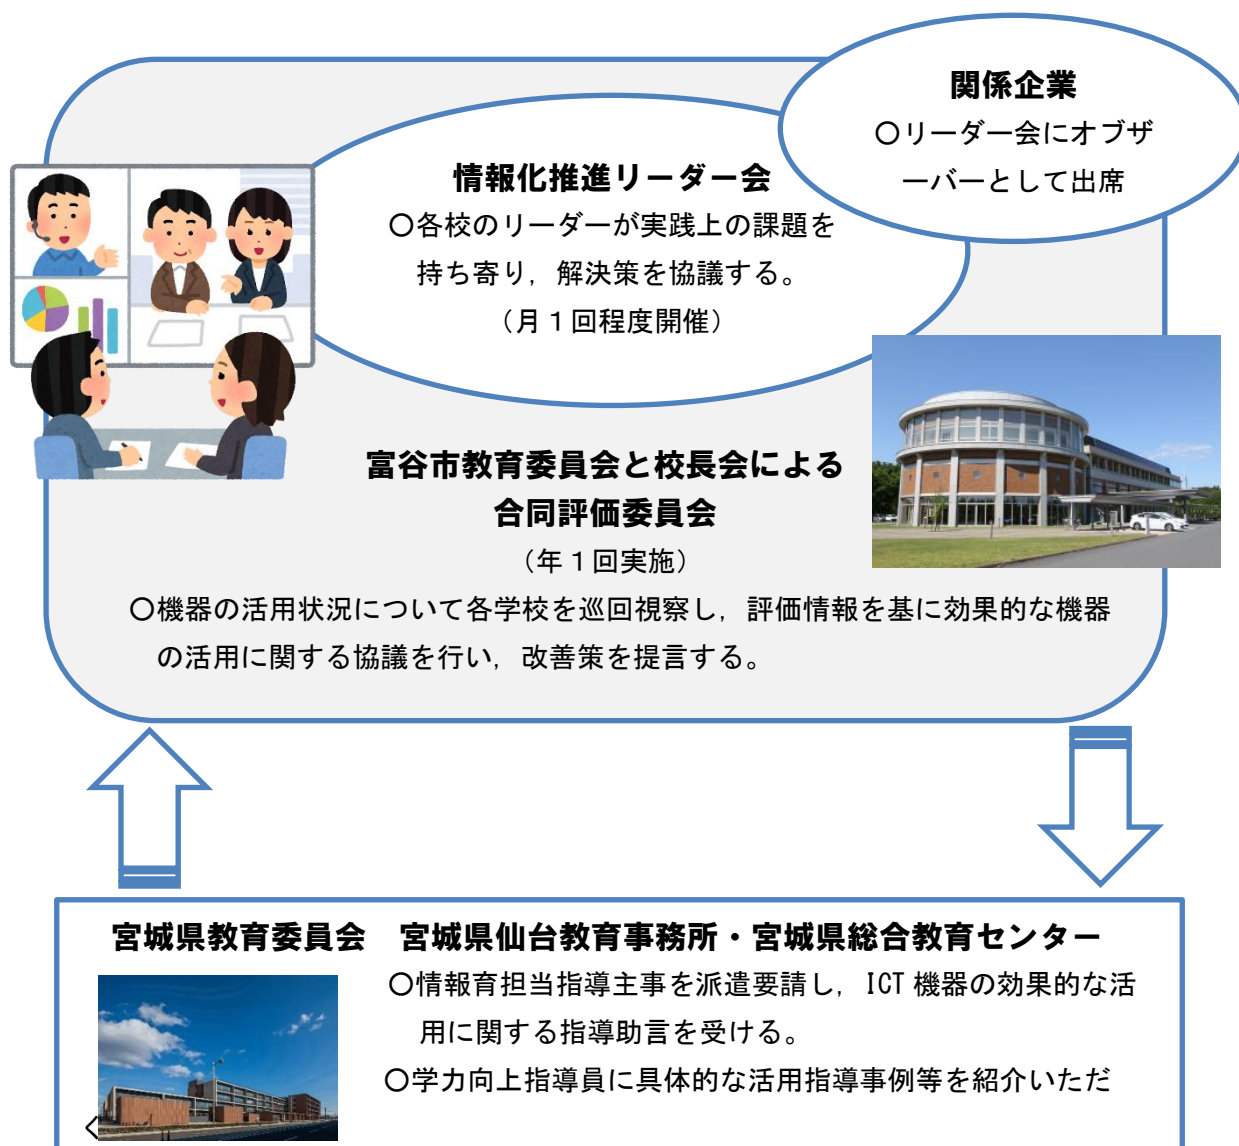 関係企業
〇リーダー会にオブザ
ーバーとして出席
情報化推進リーダー会
〇各校のリーダーが実践上の課題を
持ち寄り，解決策を協議する。
（月１回程度開催）
富谷市教育委員会と校長会による
合同評価委員会
（年１回実施）
〇機器の活用状況について各学校を巡回視察し，評価情報を基に効果的な機器
の活用に関する協議を行い，改善策を提言する。
宮城県教育委員会　宮城県仙台教育事務所・宮城県総合教育センター
〇情報育担当指導主事を派遣要請し，ICT 機器の効果的な活
用に関する指導助言を受ける。
〇学力向上指導員に具体的な活用指導事例等を紹介いただ
く